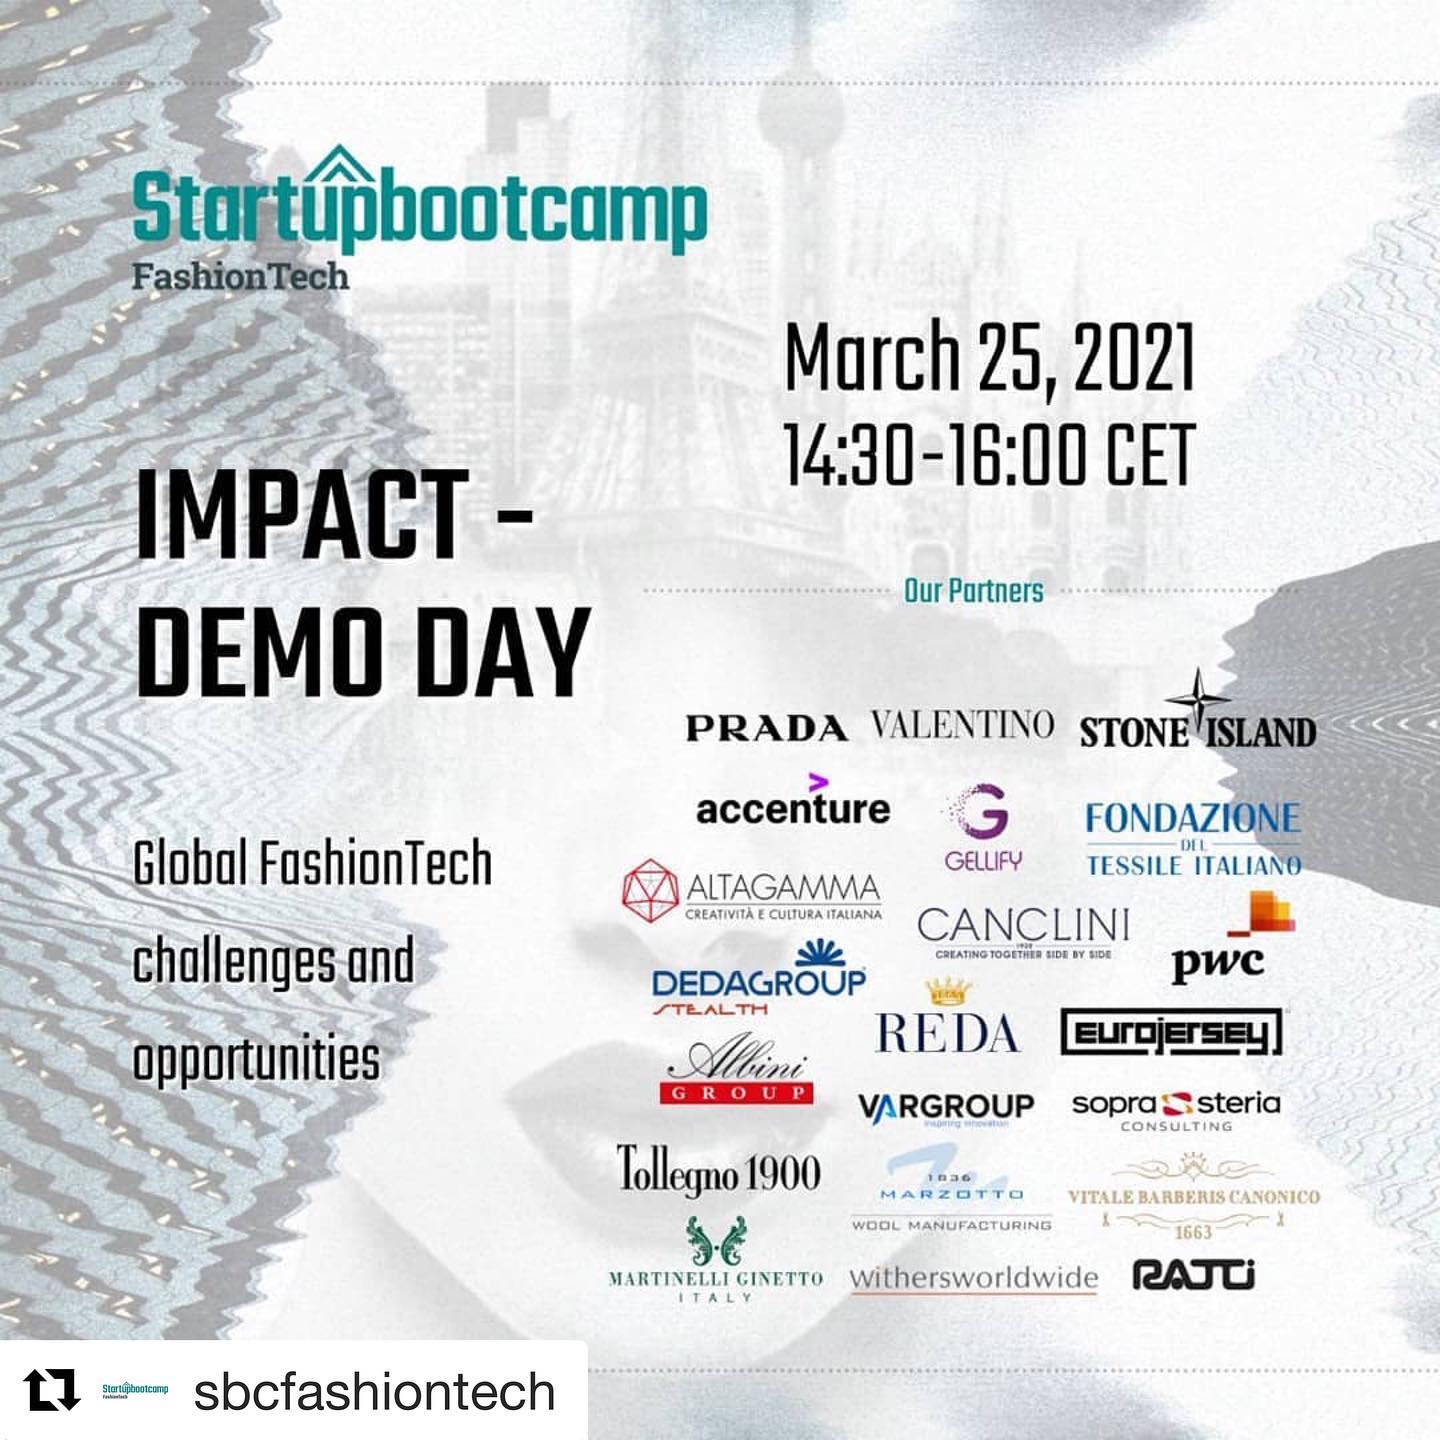 Startupbootcamp
FashionTech
March 25, 2021
14:30-16:00 CET
IMPACT -
DEMO DAY
Global FashionTech
challenges and
opportunities
Our Partners
PRADA
VALENTINO
STONE ISLAND
accenture
GELLIFY
FONDAZIONE
DEL
TESSILE ITALIANO
ALTAGAMMA
CREATIVITÀ E CULTURA ITALIANA
CANCLINI
CREATING TOGETHER SIDE BY SIDE
pwc
DEDAGROUP
STEALTH
REDA
EUROJERSEY
Albini
GROUP
VARGROUP
Inspiring innovation
sopra steria
CONSULTING
Tollegno 1900
1836
MARZOTTO
WOOL MANUFACTURING
VITALE BARBERIS CANONICO
1663
MARTINELLI GINETTO
ITALY
withersworldwide
RATTI
Startupbootcamp
FashionTech
sbcfashiontech